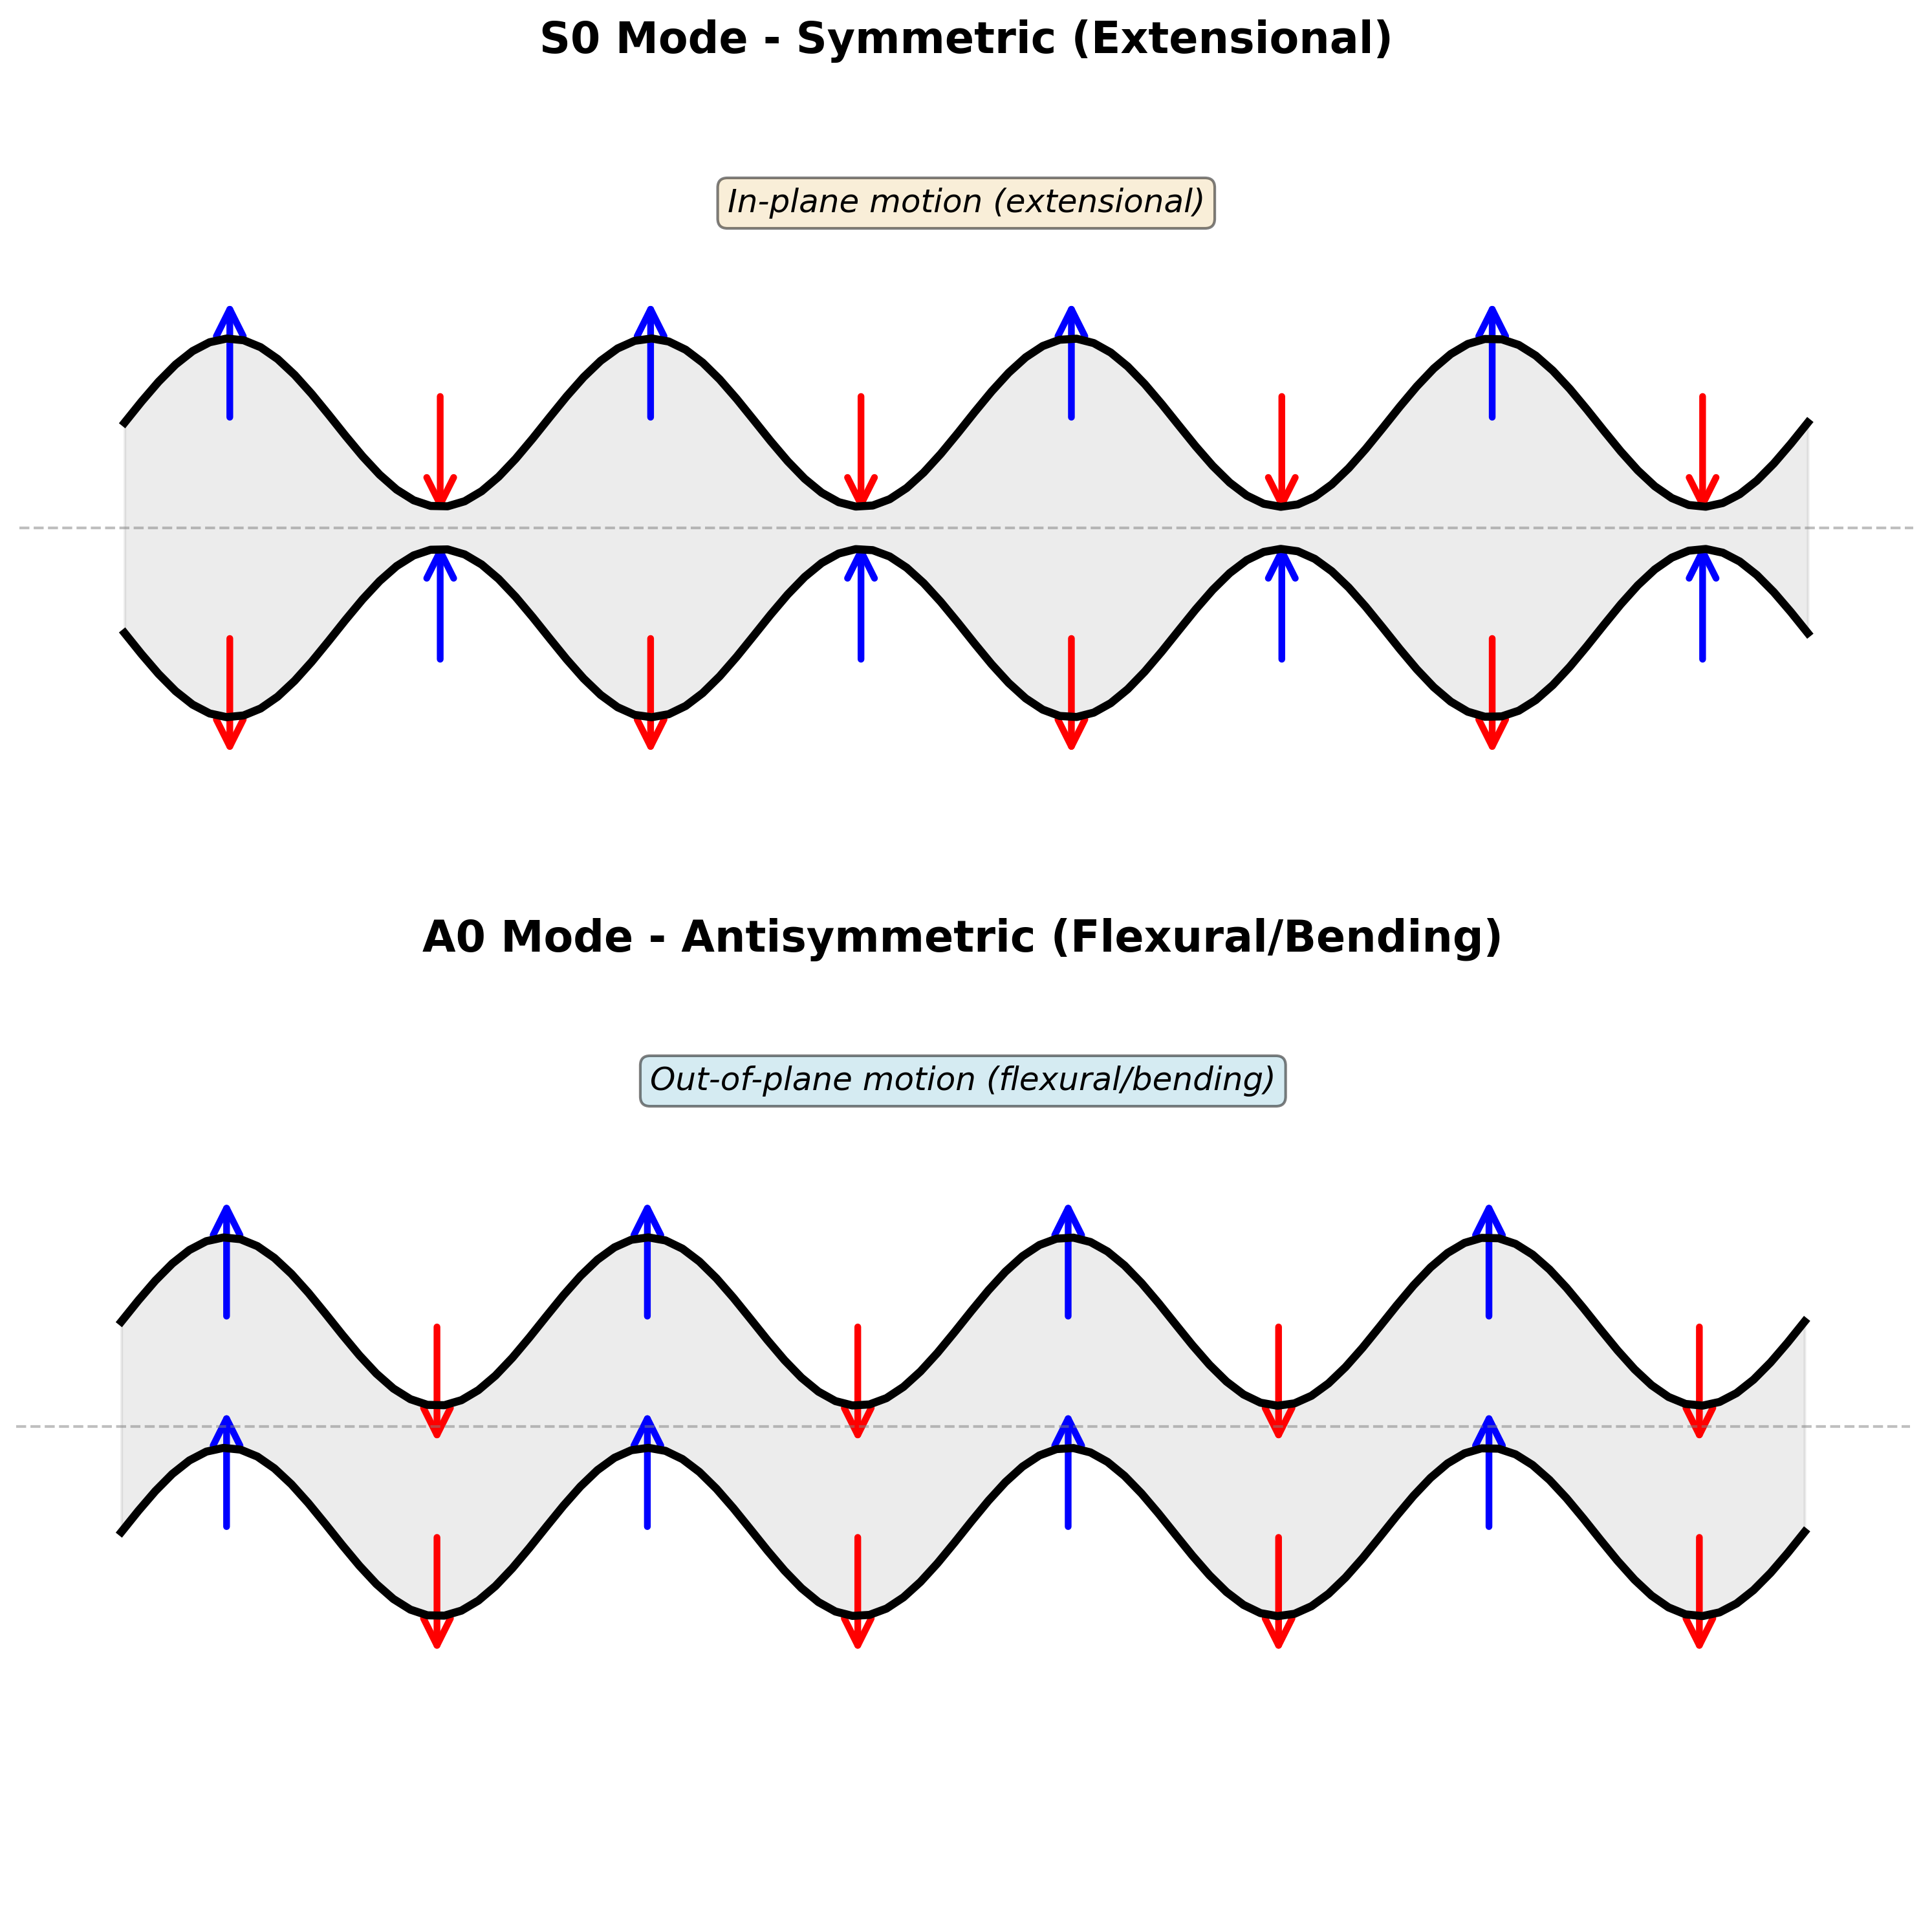 S0 Mode - Symmetric (Extensional)
In-plane motion (extensional)
A0 Mode - Antisymmetric (Flexural/Bending)
Out-of-plane motion (flexural/bending)